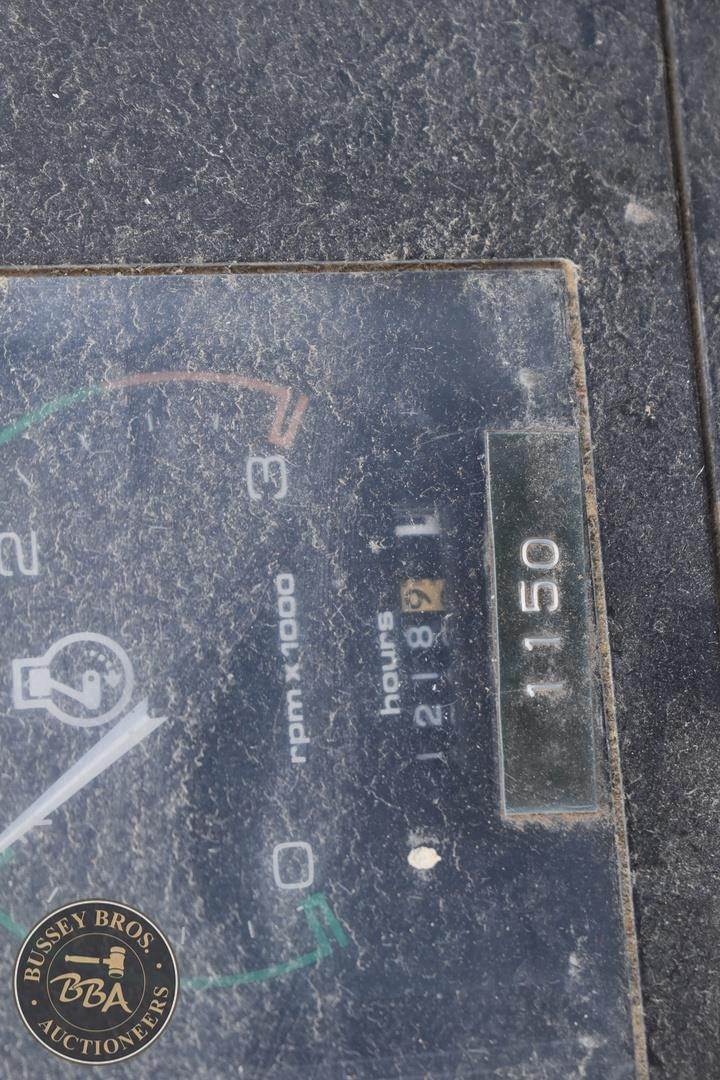 2
0 3
rpm x 1000
hours
12189
1150
BUSSEY BROS.
BBA
AUCTIONEERS